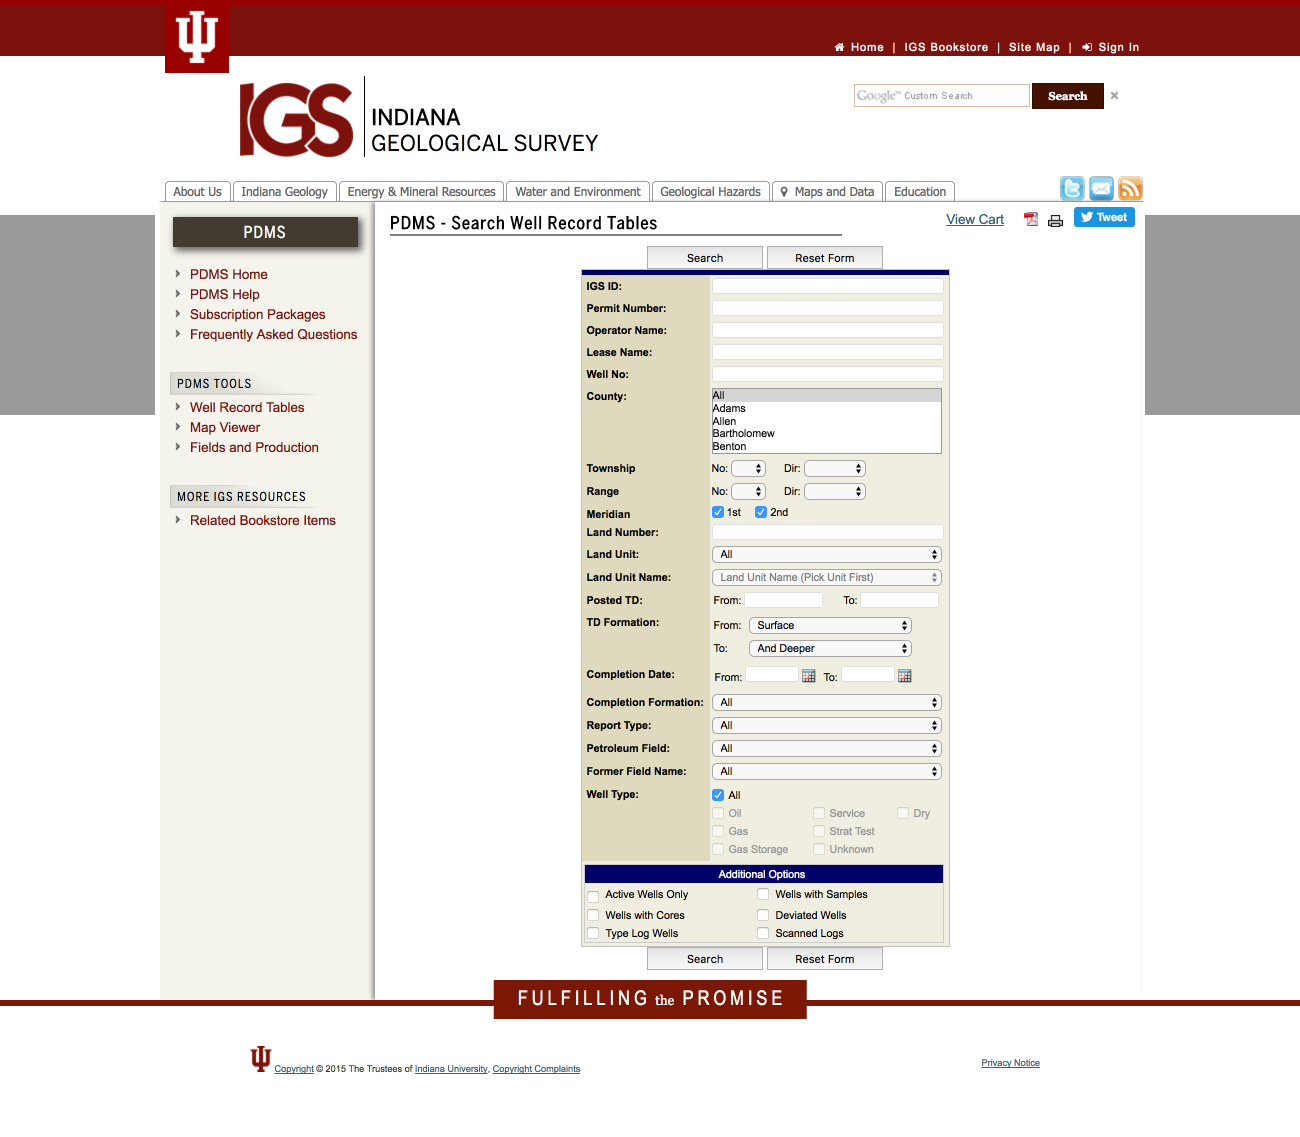 Home | IGS Bookstore | Site Map | Sign In
IGS INDIANA
GEOLOGICAL SURVEY
Google™ Custom Search Search ×
About Us Indiana Geology Energy & Mineral Resources Water and Environment Geological Hazards Maps and Data Education
PDMS
PDMS Home
PDMS Help
Subscription Packages
Frequently Asked Questions
PDMS TOOLS
Well Record Tables
Map Viewer
Fields and Production
MORE IGS RESOURCES
Related Bookstore Items
PDMS - Search Well Record Tables
View Cart Tweet
Search Reset Form
IGS ID:
Permit Number:
Operator Name:
Lease Name:
Well No:
County: All
Adams
Allen
Bartholomew
Benton
Township No: Dir:
Range No: Dir:
Meridian 1st 2nd
Land Number:
Land Unit: All
Land Unit Name: Land Unit Name (Pick Unit First)
Posted TD: From: To:
TD Formation: From: Surface
To: And Deeper
Completion Date: From: To:
Completion Formation: All
Report Type: All
Petroleum Field: All
Former Field Name: All
Well Type: All
Oil Service Dry
Gas Strat Test
Gas Storage Unknown
Additional Options
Active Wells Only Wells with Samples
Wells with Cores Deviated Wells
Type Log Wells Scanned Logs
Search Reset Form
FULFILLING the PROMISE
Copyright © 2015 The Trustees of Indiana University, Copyright Complaints
Privacy Notice